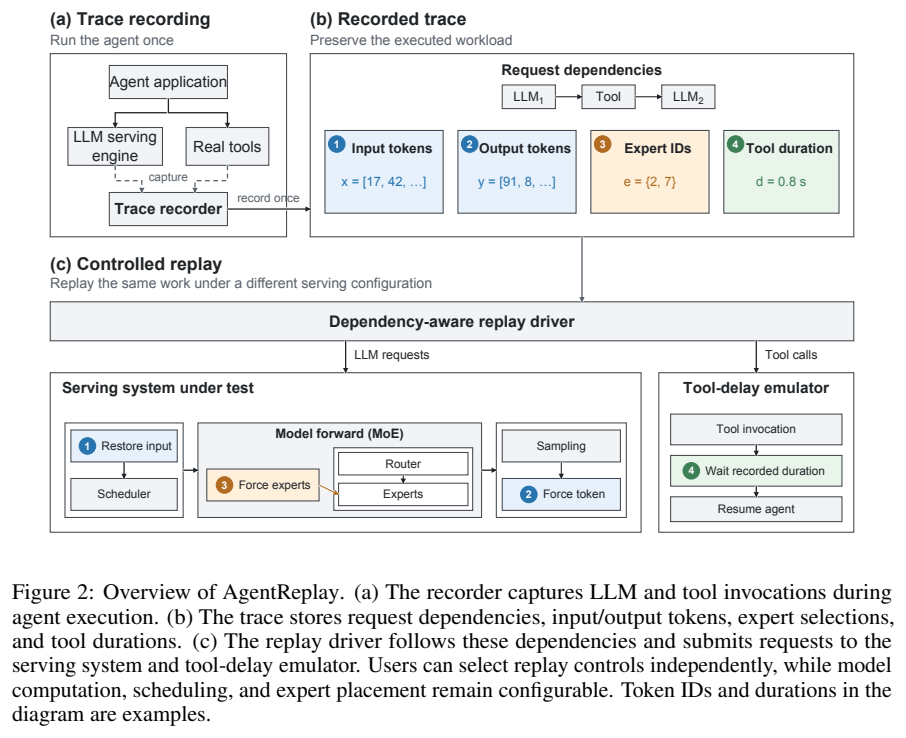 (a) Trace recording
Run the agent once
Agent application
LLM serving
engine
Real tools
capture
Trace recorder
record once
(b) Recorded trace
Preserve the executed workload
Request dependencies
LLM₁
Tool
LLM₂
1 Input tokens
x = [17, 42, …]
2 Output tokens
y = [91, 8, …]
3 Expert IDs
e = {2, 7}
4 Tool duration
d = 0.8 s
(c) Controlled replay
Replay the same work under a different serving configuration
Dependency-aware replay driver
LLM requests
Tool calls
Serving system under test
1 Restore input
Scheduler
Model forward (MoE)
3 Force experts
Router
Experts
Sampling
2 Force token
Tool-delay emulator
Tool invocation
4 Wait recorded duration
Resume agent
Figure 2: Overview of AgentReplay. (a) The recorder captures LLM and tool invocations during
agent execution. (b) The trace stores request dependencies, input/output tokens, expert selections,
and tool durations. (c) The replay driver follows these dependencies and submits requests to the
serving system and tool-delay emulator. Users can select replay controls independently, while model
computation, scheduling, and expert placement remain configurable. Token IDs and durations in the
diagram are examples.